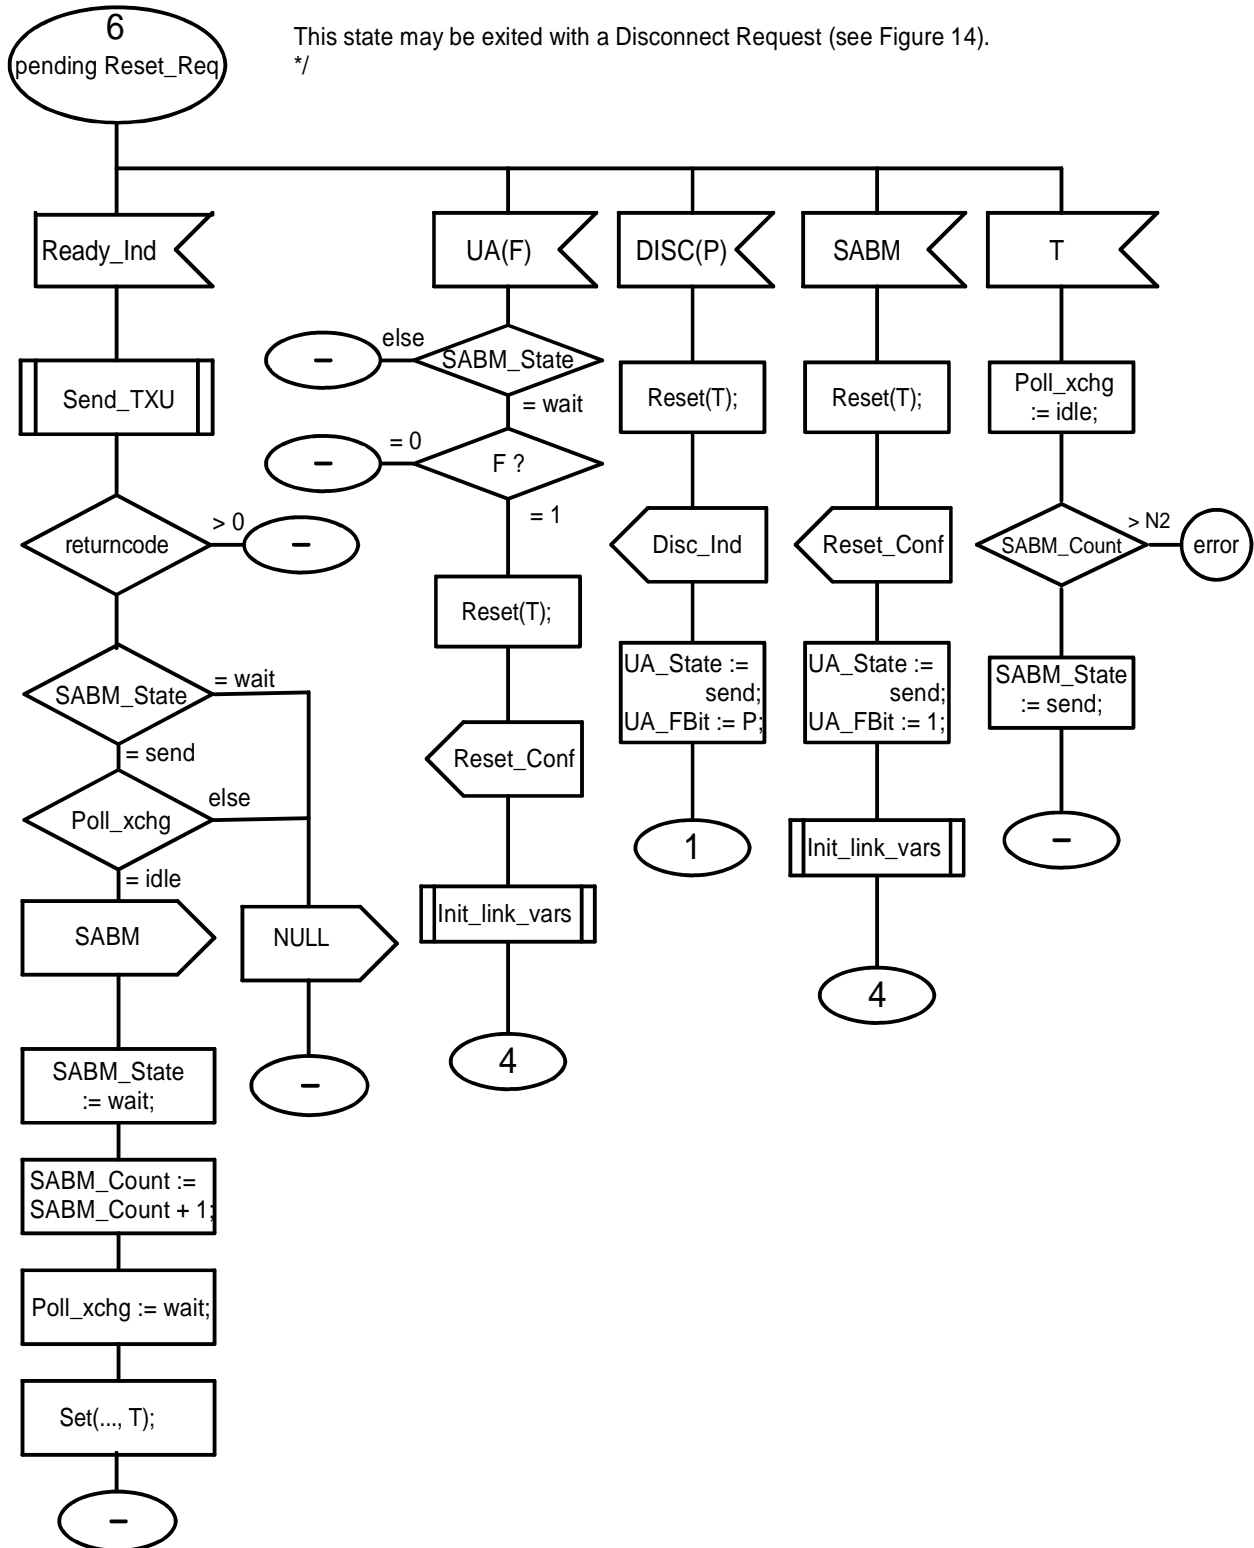 6
pending Reset_Req
This state may be exited with a Disconnect Request (see Figure 14).
*/
Ready_Ind
Send_TXU
returncode
> 0
–
SABM_State
= wait
= send
Poll_xchg
else
= idle
SABM
NULL
–
SABM_State
:= wait;
SABM_Count :=
SABM_Count + 1;
Poll_xchg := wait;
Set(..., T);
–
UA(F)
SABM_State
else
–
= wait
F ?
= 0
–
= 1
Reset(T);
Reset_Conf
Init_link_vars
4
DISC(P)
Reset(T);
Disc_Ind
UA_State :=
send;
UA_FBit := P;
1
SABM
Reset(T);
Reset_Conf
UA_State :=
send;
UA_FBit := 1;
Init_link_vars
4
T
Poll_xchg
:= idle;
SABM_Count
> N2
error
SABM_State
:= send;
–